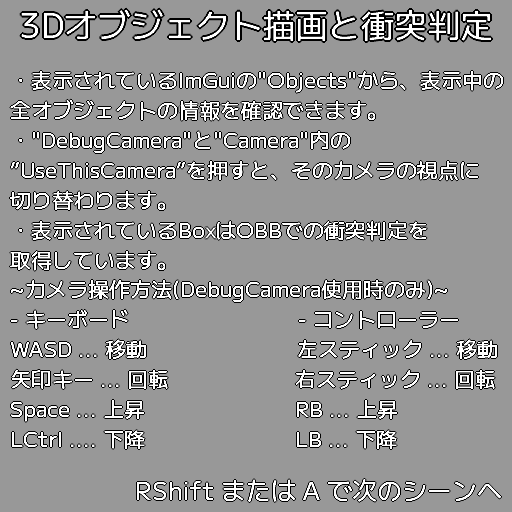 3Dオブジェクト描画と衝突判定
・表示されているImGuiの"Objects"から、表示中の
全オブジェクトの情報を確認できます。
・"DebugCamera"と"Camera"内の
”UseThisCamera”を押すと、そのカメラの視点に
切り替わります。
・表示されているBoxはOBBでの衝突判定を
取得しています。
~カメラ操作方法(DebugCamera使用時のみ)~
- キーボード - コントローラー
WASD ... 移動 左スティック ... 移動
矢印キー ... 回転 右スティック ... 回転
Space ... 上昇 RB ... 上昇
LCtrl .... 下降 LB ... 下降
RShift または A で次のシーンへ